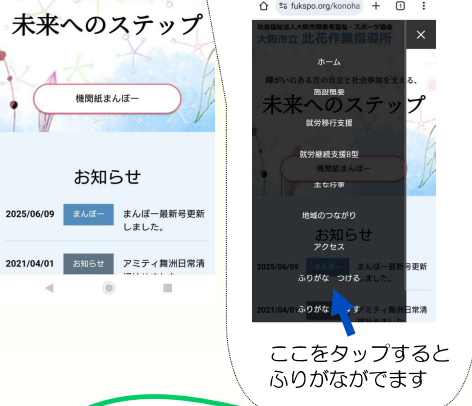 未来へのステップ
機関紙まんぼー
お知らせ
2025/06/09 まんぼー まんぼー最新号更新
しました。
2021/04/01 お知らせ アミティ舞洲日常清
fukspo.org/konoha
社会福祉法人大阪市障害者福祉・スポーツ協会
大阪市立 此花作業指導所
ホーム
障がいのある方の自立と社会参加を支える、
施設概要
未来へのステップ
就労移行支援
就労継続支援B型
機関紙まんぼー
主な行事
地域のつながり
お知らせ
アクセス
2025/06/09 まんぼー まんぼー最新号更新
ふりがな つける
しました。
2021/04/01 アミティ舞洲日常清
ふりがな す
ここをタップすると
ふりがながでます